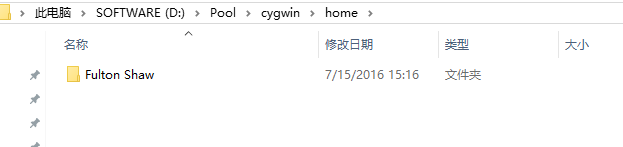 此电脑 > SOFTWARE (D:) > Pool > cygwin > home >
名称 修改日期 类型 大小
Fulton Shaw 7/15/2016 15:16 文件夹